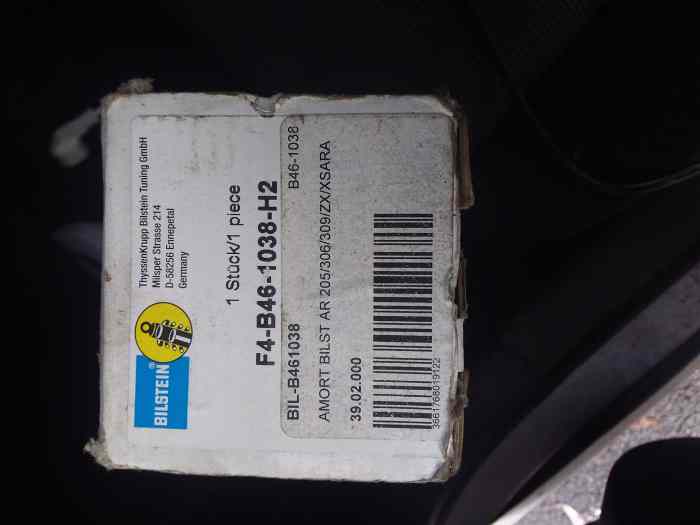 ThyssenKrupp Bilstein Tuning GmbH
Milsper Strasse 214
D-58256 Ennepetal
Germany
BILSTEIN®
1 Stück/1 piece
F4-B46-1038-H2
BIL-B461038 B46-1038
AMORT BILST AR 205/306/309/ZX/XSARA
39.02.000
3661768019122